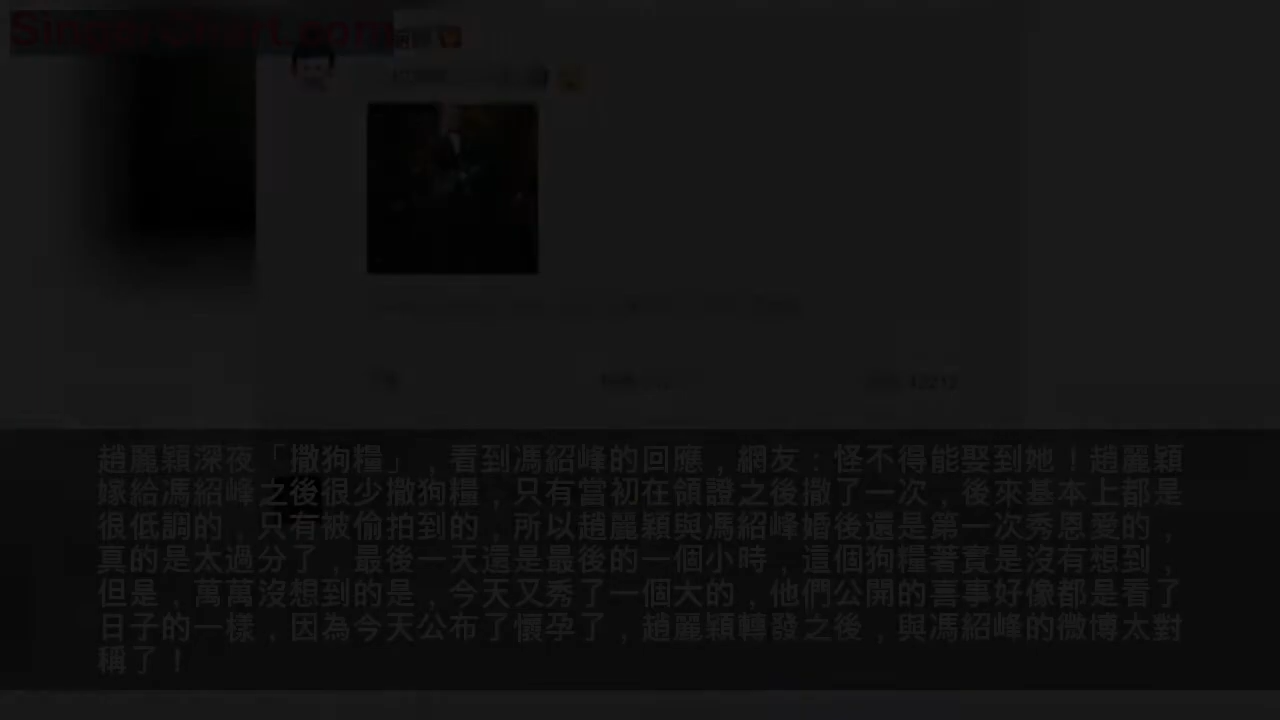 SingerChart.com
12212
趙麗穎深夜「撒狗糧」，看到馮紹峰的回應，網友：怪不得能娶到她！趙麗穎
嫁給馮紹峰之後很少撒狗糧，只有當初在領證之後撒了一次，後來基本上都是
很低調的，只有被偷拍到的，所以趙麗穎與馮紹峰婚後還是第一次秀恩愛的，
真的是太過分了，最後一天還是最後的一個小時，這個狗糧著實是沒有想到，
但是，萬萬沒想到的是，今天又秀了一個大的，他們公開的喜事好像都是看了
日子的一樣，因為今天公布了懷孕了，趙麗穎轉發之後，與馮紹峰的微博太對
稱了！